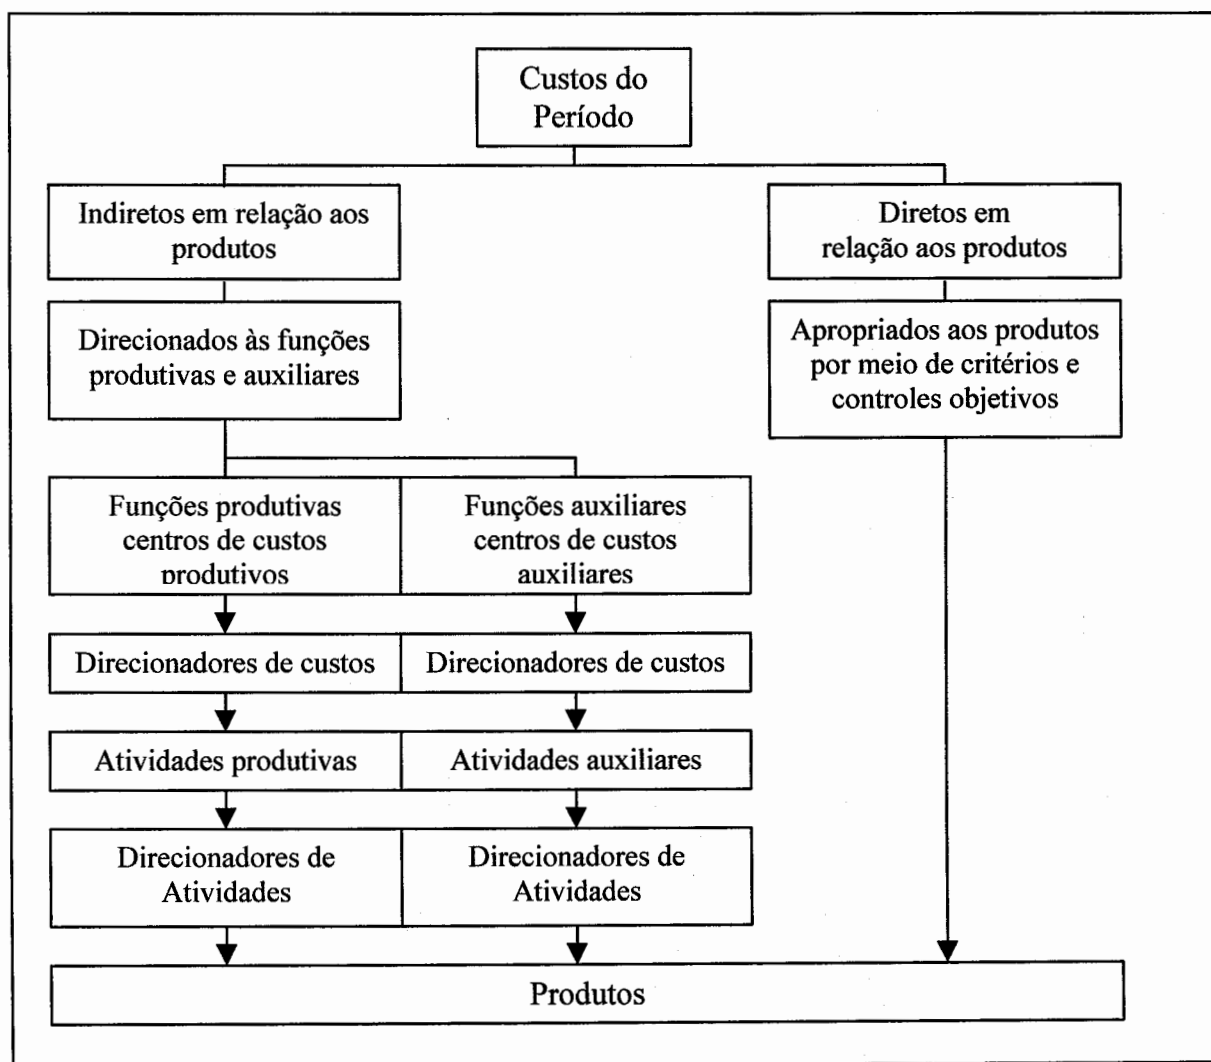 Custos do
Período
Indiretos em relação aos
produtos
Diretos em
relação aos produtos
Direcionados às funções
produtivas e auxiliares
Apropriados aos produtos
por meio de critérios e
controles objetivos
Funções produtivas
centros de custos
produtivos
Funções auxiliares
centros de custos
auxiliares
Direcionadores de custos
Direcionadores de custos
Atividades produtivas
Atividades auxiliares
Direcionadores de
Atividades
Direcionadores de
Atividades
Produtos